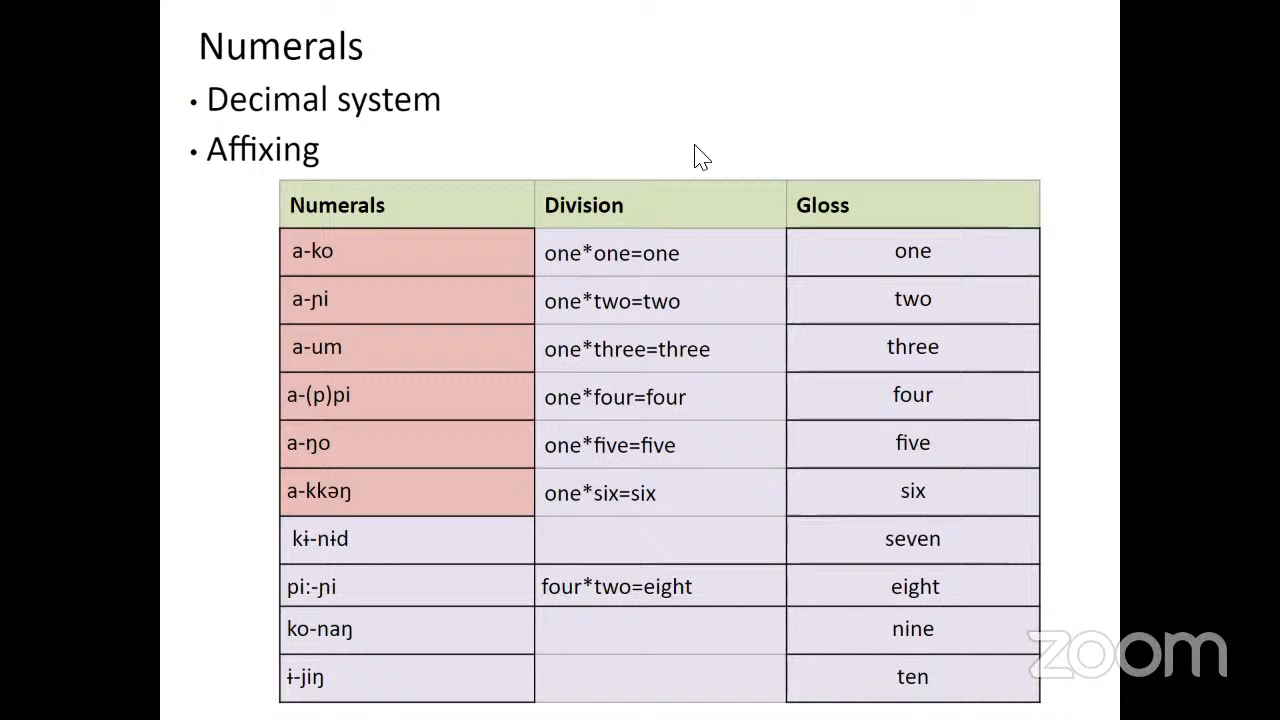 Numerals
• Decimal system
• Affixing
Numerals Division Gloss
a-ko one*one=one one
a-ɲi one*two=two two
a-um one*three=three three
a-(p)pi one*four=four four
a-ŋo one*five=five five
a-kkəŋ one*six=six six
kɨ-nɨd seven
pi:-ɲi four*two=eight eight
ko-naŋ nine
ɨ-jiŋ ten
zoom